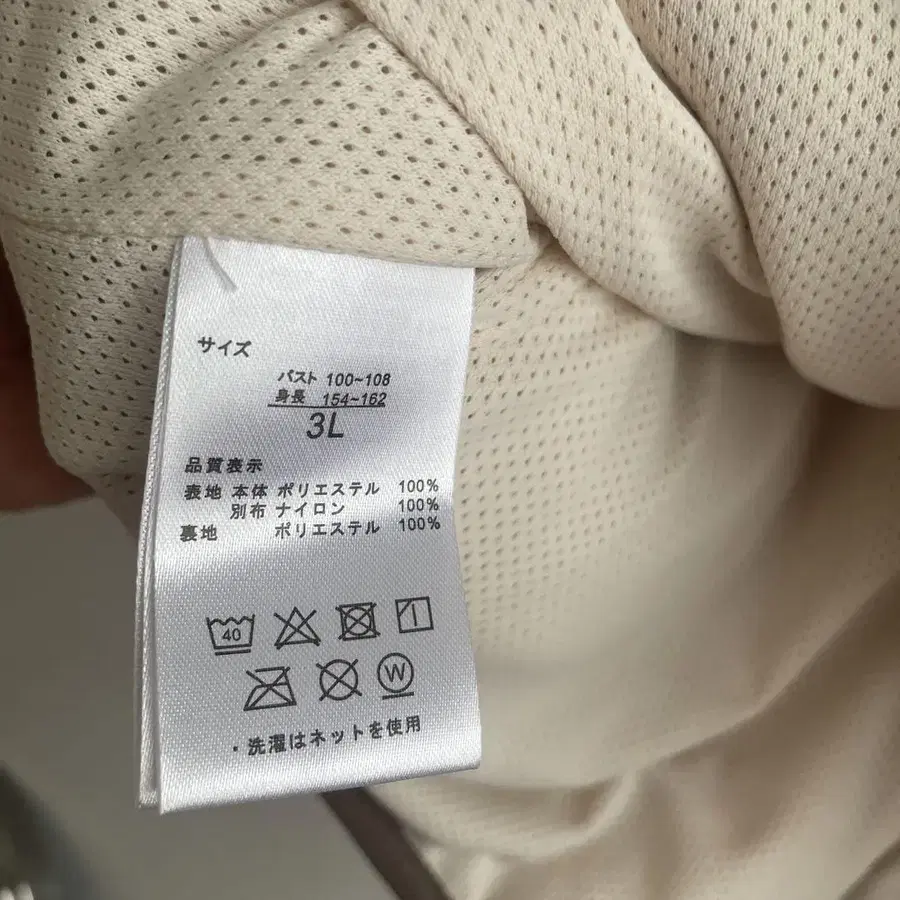 サイズ
バスト 100~108
身長 154~162
3L
品質表示
表地 本体 ポリエステル 100%
別布 ナイロン 100%
裏地 ポリエステル 100%
40
W
・洗濯はネットを使用